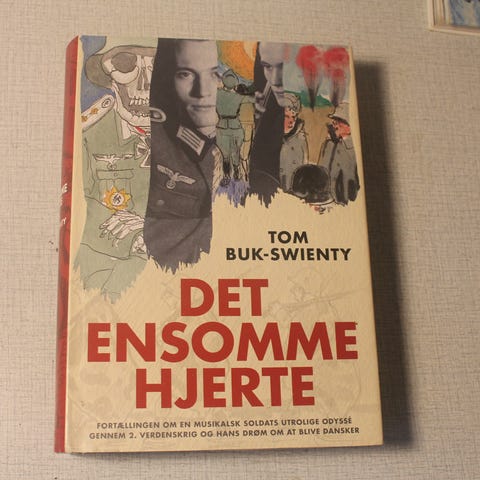 TOM
BUK-SWIENTY
DET
ENSOMME
HJERTE
FORTÆLLINGEN OM EN MUSIKALSK SOLDATS UTROLIGE ODYSSÉ
GENNEM 2. VERDENSKRIG OG HANS DRØM OM AT BLIVE DANSKER